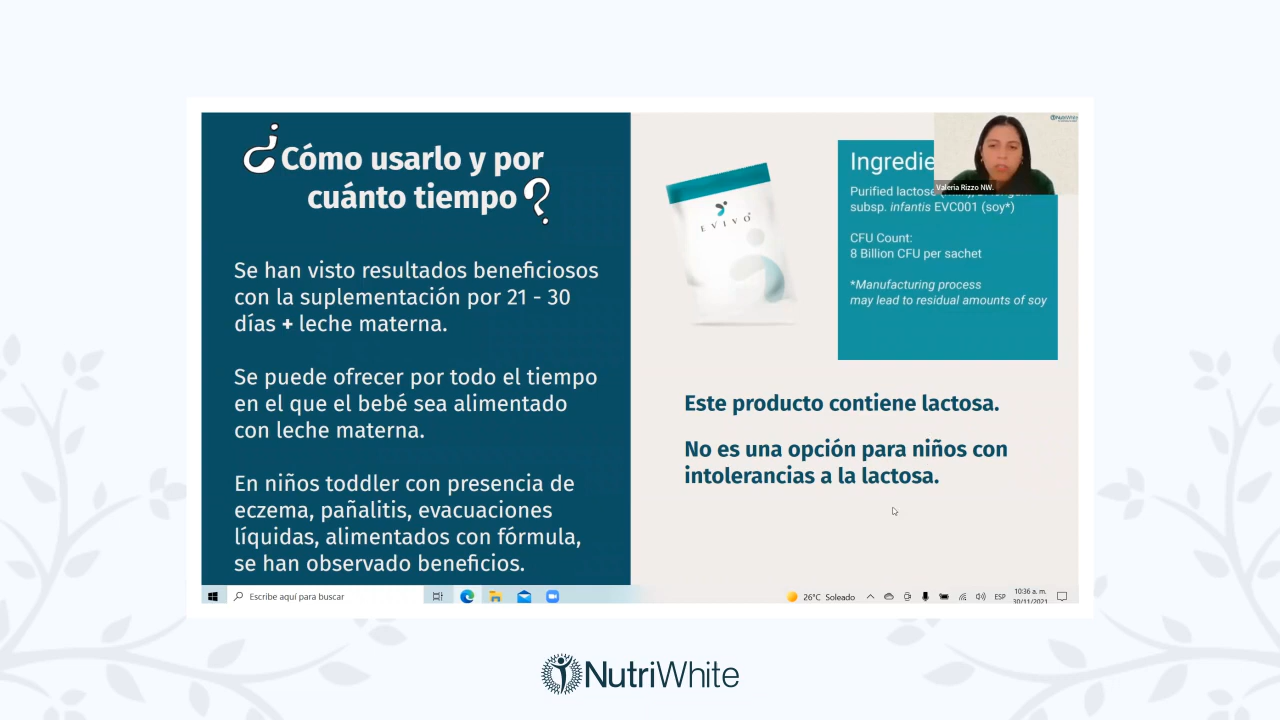 ¿Cómo usarlo y por
cuánto tiempo?
Se han visto resultados beneficiosos
con la suplementación por 21 - 30
días + leche materna.
Se puede ofrecer por todo el tiempo
en el que el bebé sea alimentado
con leche materna.
En niños toddler con presencia de
eczema, pañalitis, evacuaciones
líquidas, alimentados con fórmula,
se han observado beneficios.
EVIVO
Ingredie
Purified lactose
subsp. infantis EVC001 (soy*)
CFU Count:
8 Billion CFU per sachet
*Manufacturing process
may lead to residual amounts of soy
NutriWhite
Valeria Rizzo NW.
Este producto contiene lactosa.
No es una opción para niños con
intolerancias a la lactosa.
Escribe aquí para buscar
26°C Soleado
ESP
10:36 a. m.
30/11/2021
NutriWhite